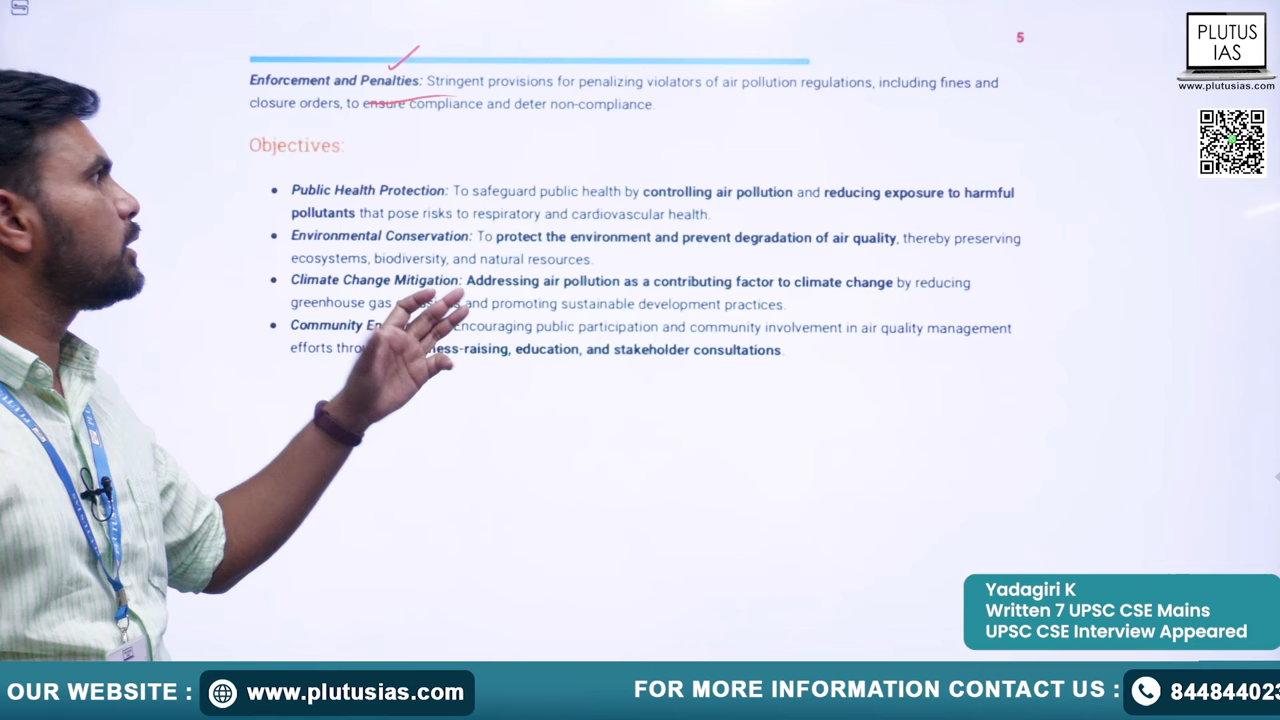 5
PLUTUS
IAS
www.plutusias.com
Enforcement and Penalties: Stringent provisions for penalizing violators of air pollution regulations, including fines and
closure orders, to ensure compliance and deter non-compliance.
Objectives:
• Public Health Protection: To safeguard public health by controlling air pollution and reducing exposure to harmful
pollutants that pose risks to respiratory and cardiovascular health.
• Environmental Conservation: To protect the environment and prevent degradation of air quality, thereby preserving
ecosystems, biodiversity, and natural resources.
• Climate Change Mitigation: Addressing air pollution as a contributing factor to climate change by reducing
greenhouse gas and promoting sustainable development practices.
• Community Encouraging public participation and community involvement in air quality management
efforts ness-raising, education, and stakeholder consultations.
Yadagiri K
Written 7 UPSC CSE Mains
UPSC CSE Interview Appeared
OUR WEBSITE : www.plutusias.com
FOR MORE INFORMATION CONTACT US : 844844023